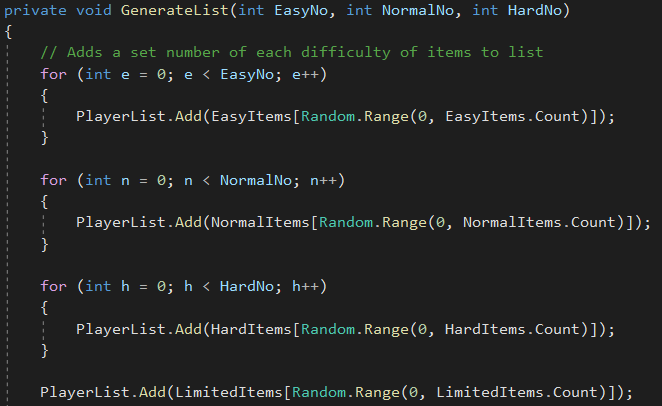 private void GenerateList(int EasyNo, int NormalNo, int HardNo)
{
// Adds a set number of each difficulty of items to list
for (int e = 0; e < EasyNo; e++)
{
PlayerList.Add(EasyItems[Random.Range(0, EasyItems.Count)]);
}
for (int n = 0; n < NormalNo; n++)
{
PlayerList.Add(NormalItems[Random.Range(0, NormalItems.Count)]);
}
for (int h = 0; h < HardNo; h++)
{
PlayerList.Add(HardItems[Random.Range(0, HardItems.Count)]);
}
PlayerList.Add(LimitedItems[Random.Range(0, LimitedItems.Count)]);